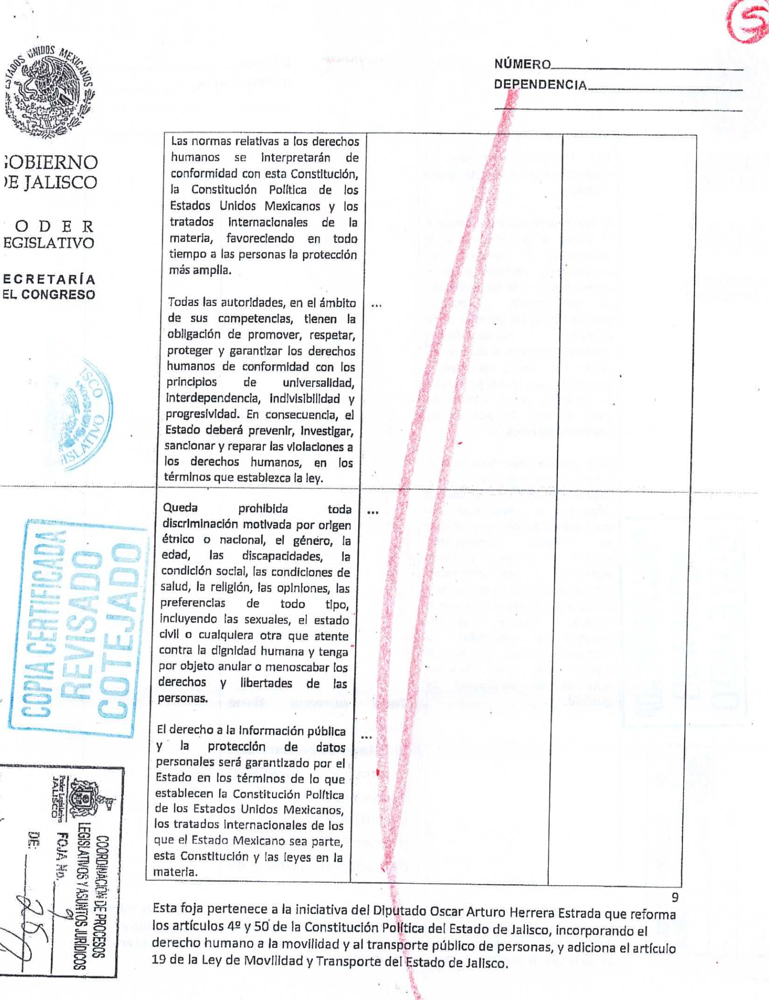 5
ESTADOS UNIDOS MEXICANOS
NÚMERO
DEPENDENCIA
GOBIERNO
DE JALISCO
ODER
EGISLATIVO
ECRETARÍA
EL CONGRESO
Las normas relativas a los derechos
humanos se interpretarán de
conformidad con esta Constitución,
la Constitución Política de los
Estados Unidos Mexicanos y los
tratados internacionales de la
materia, favoreciendo en todo
tiempo a las personas la protección
más amplia.
Todas las autoridades, en el ámbito ...
de sus competencias, tienen la
obligación de promover, respetar,
proteger y garantizar los derechos
humanos de conformidad con los
principios de universalidad,
interdependencia, indivisibilidad y
progresividad. En consecuencia, el
Estado deberá prevenir, investigar,
sancionar y reparar las violaciones a
los derechos humanos, en los
términos que establezca la ley.
Queda prohibida toda ...
discriminación motivada por origen
étnico o nacional, el género, la
edad, las discapacidades, la
condición social, las condiciones de
salud, la religión, las opiniones, las
preferencias de todo tipo,
incluyendo las sexuales, el estado
civil o cualquiera otra que atente
contra la dignidad humana y tenga
por objeto anular o menoscabar los
derechos y libertades de las
personas.
El derecho a la información pública ...
y la protección de datos
personales será garantizado por el
Estado en los términos de lo que
establecen la Constitución Política
de los Estados Unidos Mexicanos,
los tratados internacionales de los
que el Estado Mexicano sea parte,
esta Constitución y las leyes en la
materia.
9
Esta foja pertenece a la iniciativa del Diputado Oscar Arturo Herrera Estrada que reforma
los artículos 4º y 50 de la Constitución Política del Estado de Jalisco, incorporando el
derecho humano a la movilidad y al transporte público de personas, y adiciona el artículo
19 de la Ley de Movilidad y Transporte del Estado de Jalisco.
ISCO
ISLATIVO
COPIA CERTIFICADA
REVISADO
COTEJADO
COORDINACIÓN DE PROCESOS
LEGISLATIVOS Y ASUNTOS JURÍDICOS
Poder Legislativo
JALISCO
FOJA No.
DE: